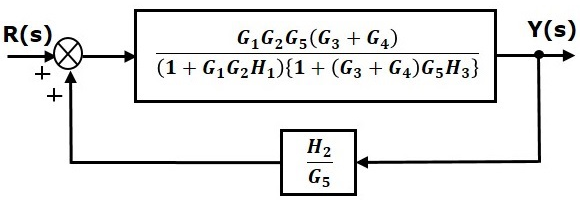 R(s)
Y(s)
G₁G₂G₅(G₃ + G₄)
(1 + G₁G₂H₁){1 + (G₃ + G₄)G₅H₃}
+
+
H₂
G₅